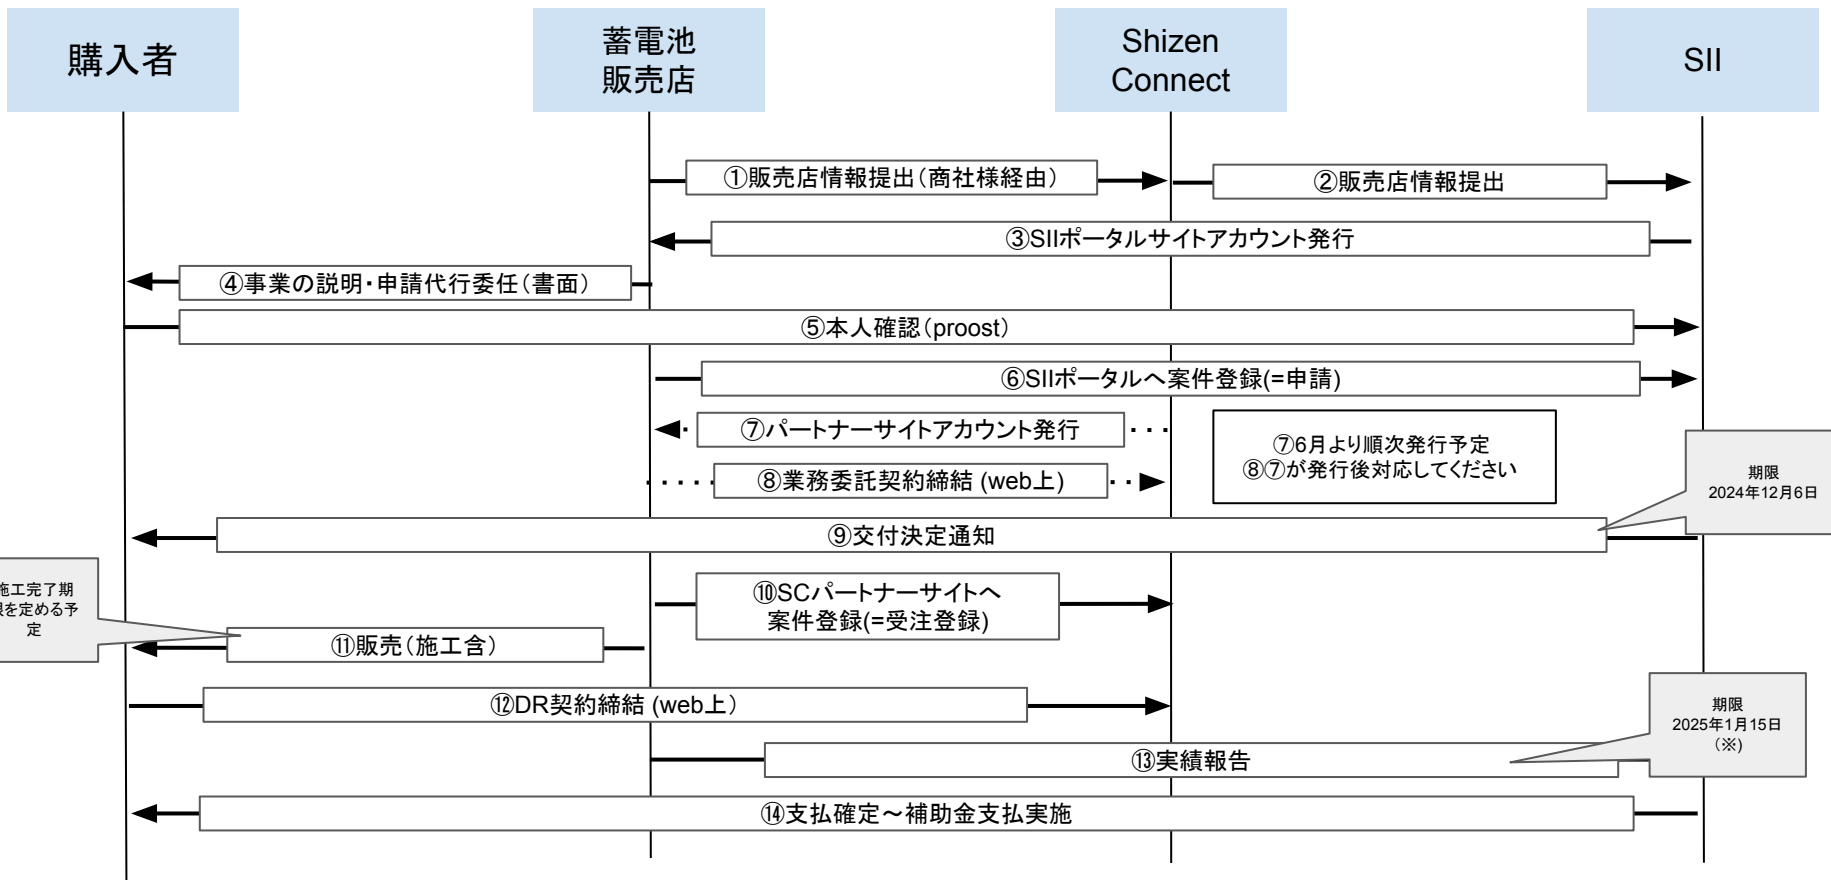 購入者
蓄電池
販売店
Shizen
Connect
SII
①販売店情報提出(商社様経由)
②販売店情報提出
③SIIポータルサイトアカウント発行
④事業の説明・申請代行委任(書面)
⑤本人確認(proost)
⑥SIIポータルへ案件登録(=申請)
⑦パートナーサイトアカウント発行
⑧業務委託契約締結 (web上)
⑦6月より順次発行予定
⑧⑦が発行後対応してください
期限
2024年12月6日
⑨交付決定通知
⑩SCパートナーサイトへ
案件登録(=受注登録)
施工完了期
限を定める予
定
⑪販売(施工含)
⑫DR契約締結 (web上)
期限
2025年1月15日
(※)
⑬実績報告
⑭支払確定～補助金支払実施